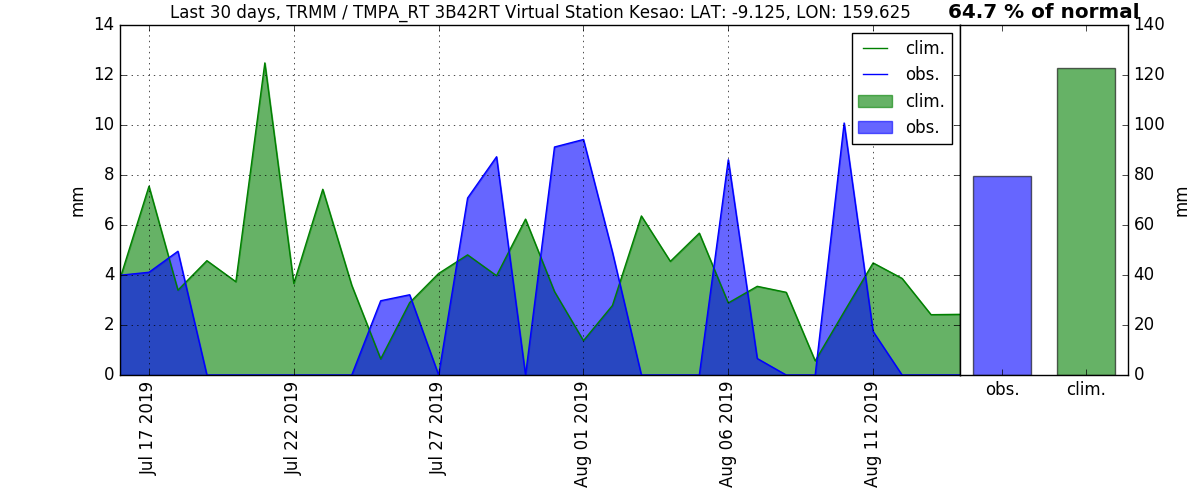 Last 30 days, TRMM / TMPA_RT 3B42RT Virtual Station Kesao: LAT: -9.125, LON: 159.625
64.7 % of normal
14
12
10
8
6
4
2
0
mm
clim.
obs.
clim.
obs.
Jul 17 2019
Jul 22 2019
Jul 27 2019
Aug 01 2019
Aug 06 2019
Aug 11 2019
140
120
100
80
60
40
20
0
mm
obs.
clim.